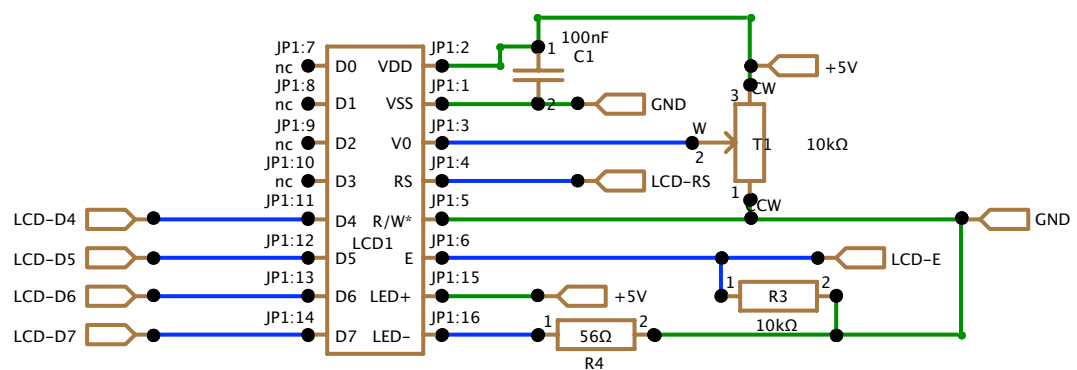 100nF
1
C1
JP1:7
JP1:2
nc
D0
VDD
+5V
JP1:8
JP1:1
3
CW
nc
D1
VSS
2
GND
JP1:9
JP1:3
W
nc
D2
V0
2
T1
10kΩ
JP1:10
JP1:4
nc
D3
RS
LCD-RS
1
JP1:11
JP1:5
CCW
LCD-D4
D4
R/W*
GND
LCD1
JP1:12
JP1:6
LCD-D5
D5
E
LCD-E
JP1:13
JP1:15
1
2
LCD-D6
D6
LED+
+5V
R3
JP1:14
JP1:16
1
2
10kΩ
LCD-D7
D7
LED-
56Ω
R4